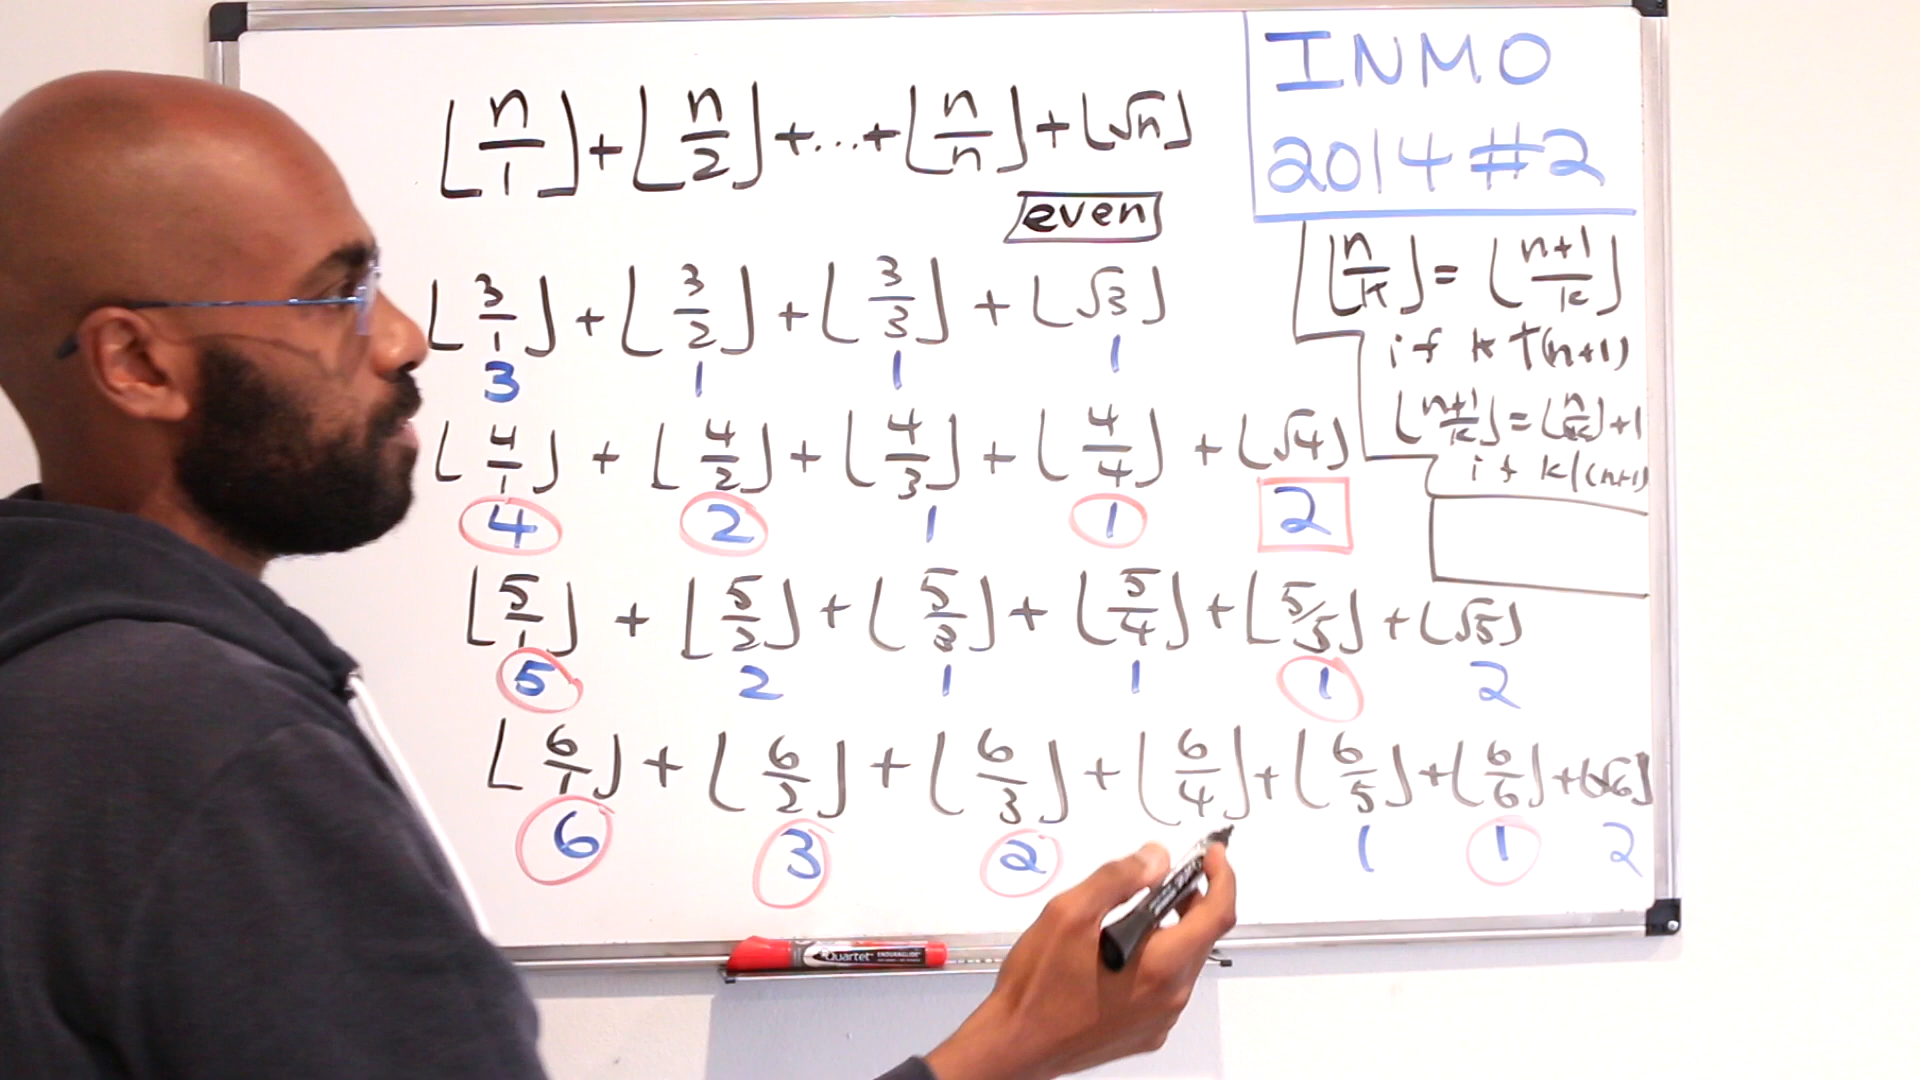 INMO
2014 #2
⌊n/1⌋ + ⌊n/2⌋ + ... + ⌊n/n⌋ + ⌊√n⌋
even
⌊n/k⌋ = ⌊(n+1)/k⌋
if k ∤ (n+1)
⌊(n+1)/k⌋ = ⌊n/k⌋ + 1
if k | (n+1)
⌊3/1⌋ + ⌊3/2⌋ + ⌊3/3⌋ + ⌊√3⌋
3 1 1 1
⌊4/1⌋ + ⌊4/2⌋ + ⌊4/3⌋ + ⌊4/4⌋ + ⌊√4⌋
4 2 1 1 2
⌊5/1⌋ + ⌊5/2⌋ + ⌊5/3⌋ + ⌊5/4⌋ + ⌊5/5⌋ + ⌊√5⌋
5 2 1 1 1 2
⌊6/1⌋ + ⌊6/2⌋ + ⌊6/3⌋ + ⌊6/4⌋ + ⌊6/5⌋ + ⌊6/6⌋ + ⌊√6⌋
6 3 2 1 1 2
Quartet ENDURAGLIDE